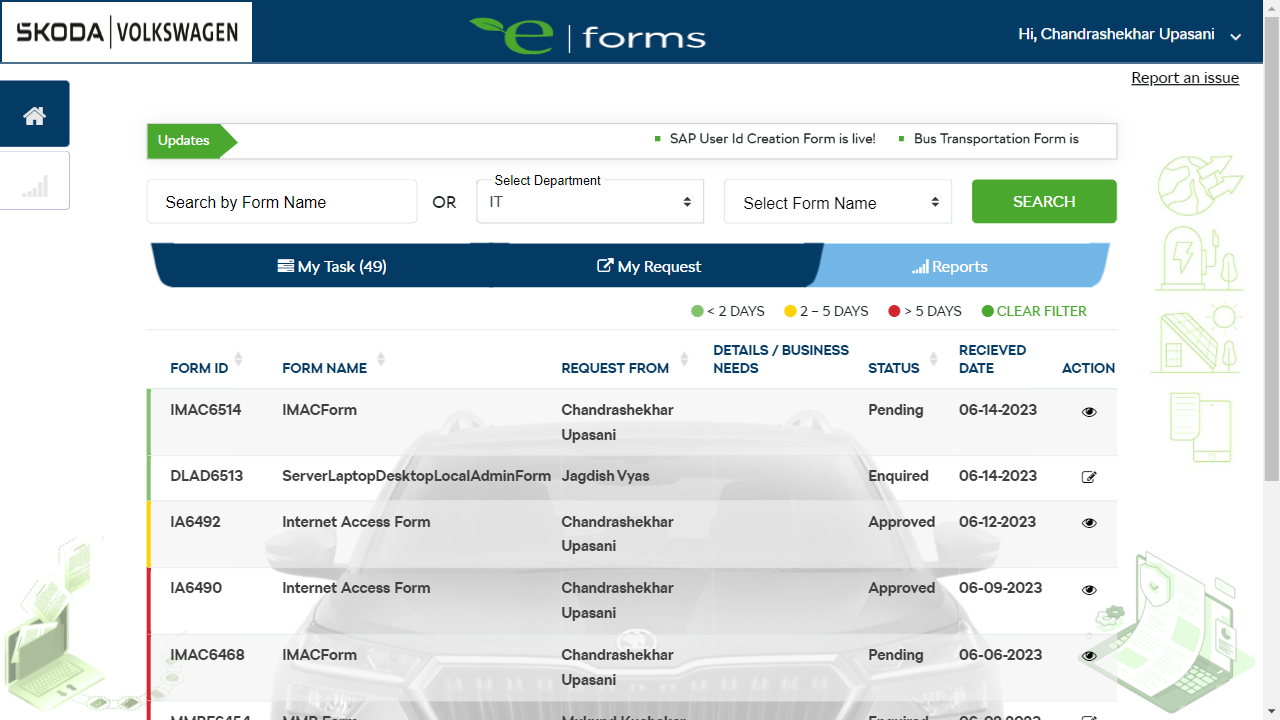 SKODA VOLKSWAGEN
e forms
Hi, Chandrashekhar Upasani
Report an issue
Updates
SAP User Id Creation Form is live! Bus Transportation Form is
Search by Form Name OR Select Department IT Select Form Name SEARCH
My Task (49) My Request Reports
< 2 DAYS 2 – 5 DAYS > 5 DAYS CLEAR FILTER
FORM ID FORM NAME REQUEST FROM DETAILS / BUSINESS NEEDS STATUS RECIEVED DATE ACTION
IMAC6514 IMACForm Chandrashekhar Upasani Pending 06-14-2023
DLAD6513 ServerLaptopDesktopLocalAdminForm Jagdish Vyas Enquired 06-14-2023
IA6492 Internet Access Form Chandrashekhar Upasani Approved 06-12-2023
IA6490 Internet Access Form Chandrashekhar Upasani Approved 06-09-2023
IMAC6468 IMACForm Chandrashekhar Upasani Pending 06-06-2023